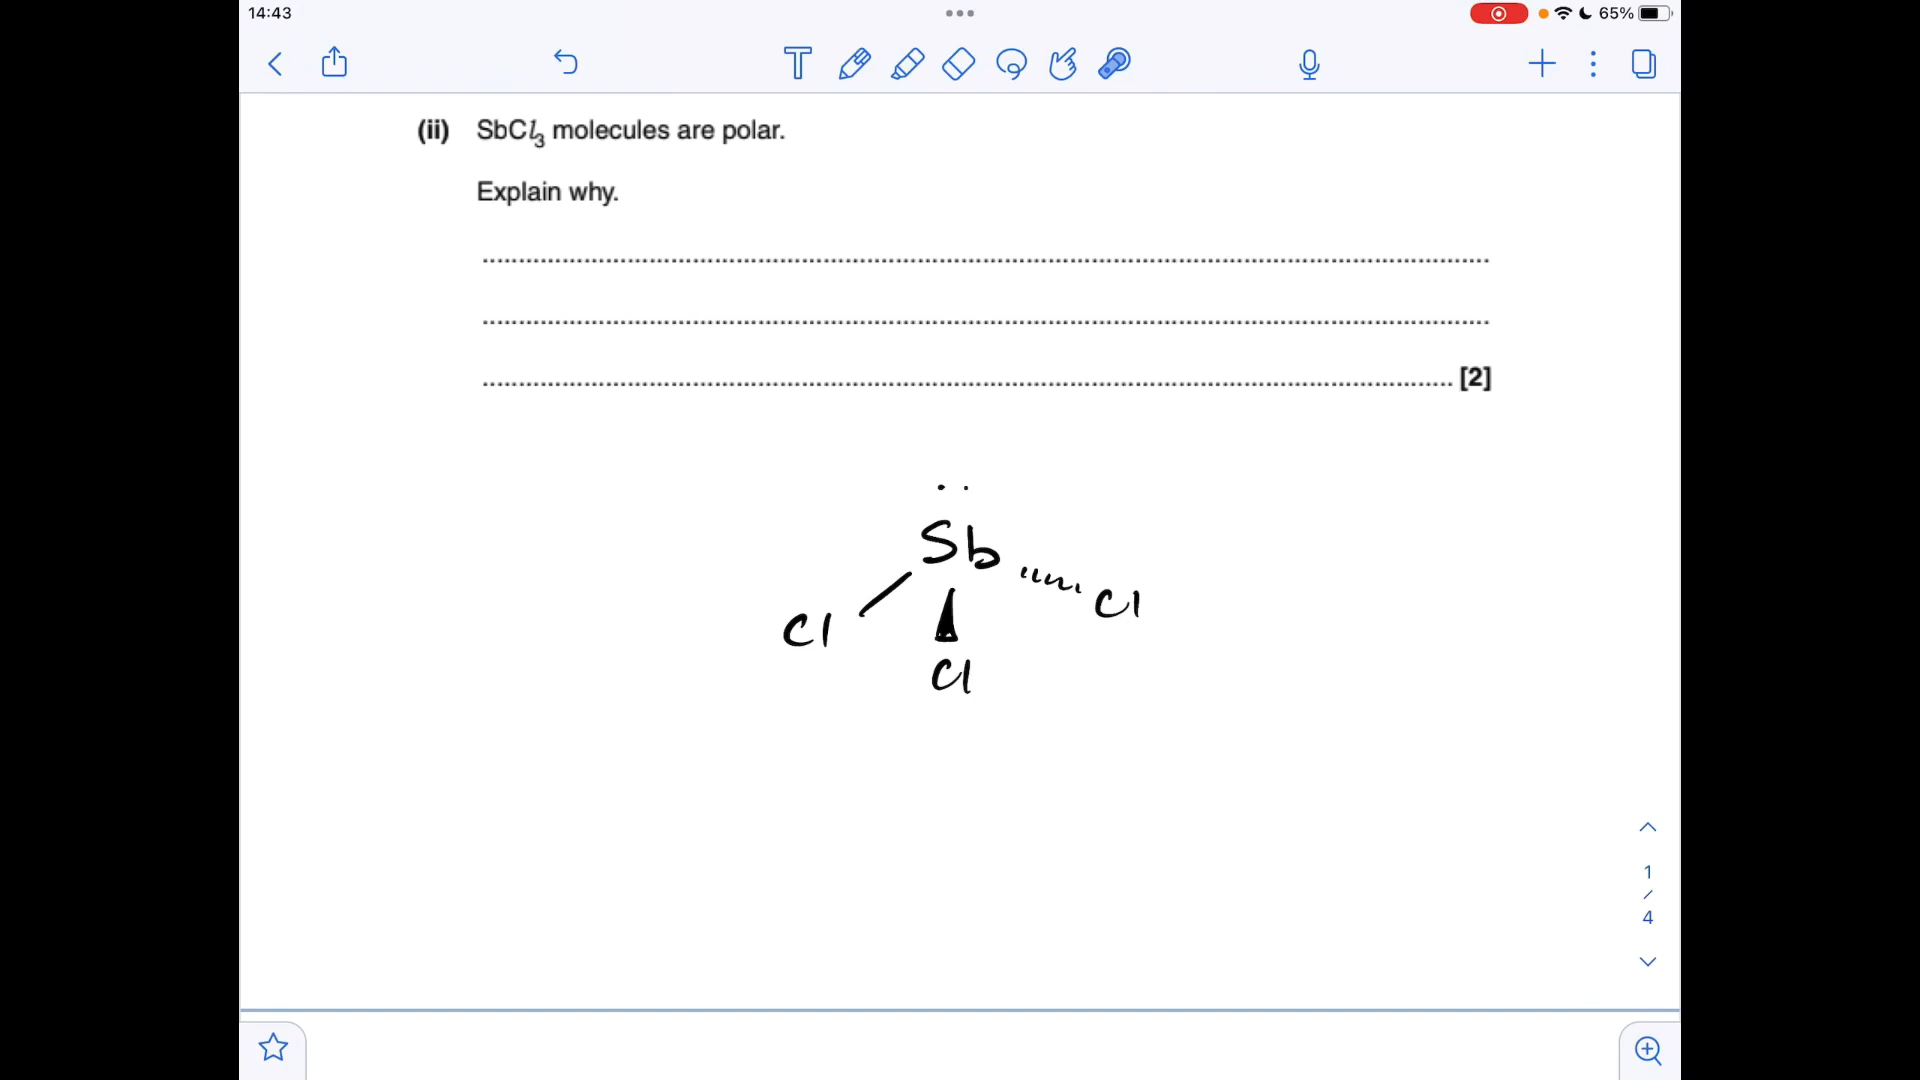 14:43
65%
T
(ii) SbCl3 molecules are polar.
Explain why.
[2]
Sb
Cl
Cl
Cl
1
/
4